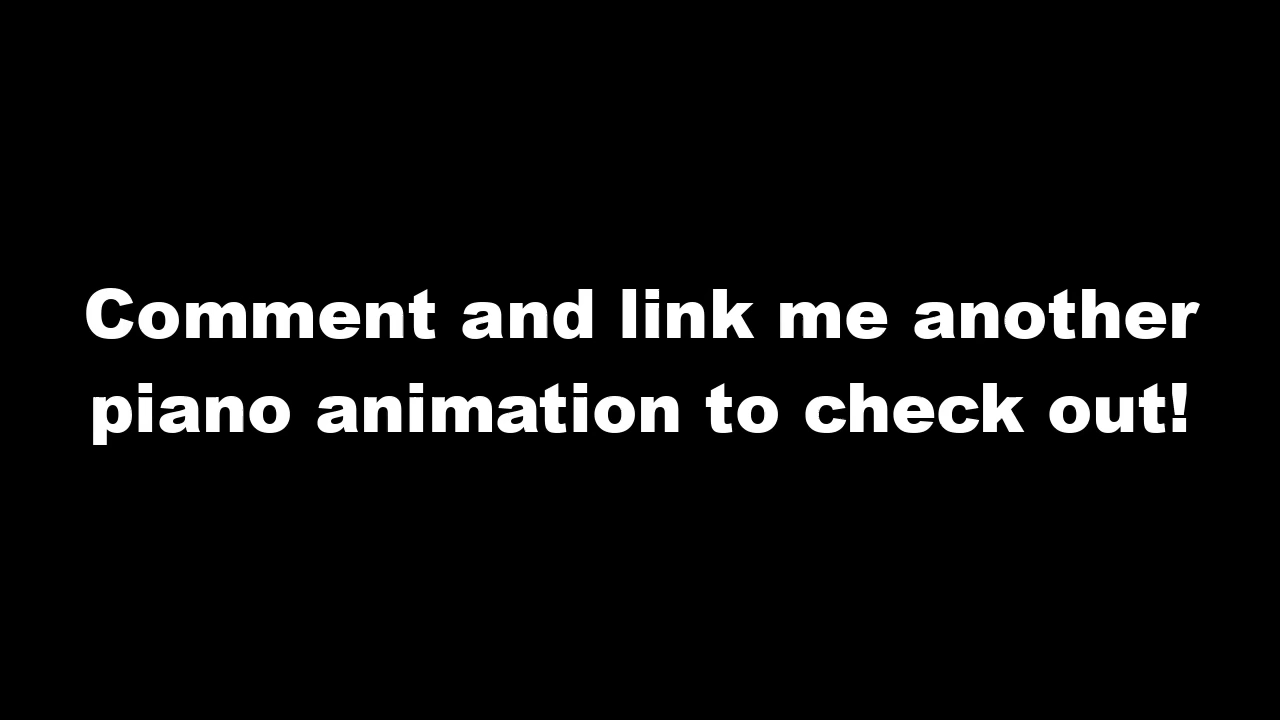 Comment and link me another
piano animation to check out!